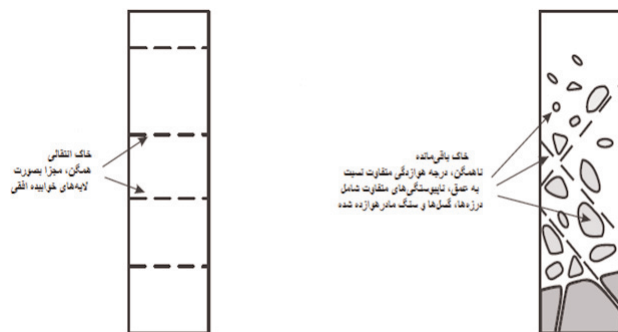 خاک انتقالی
همگن، مجزا بصورت
لایه‌های خوابیده افقی
خاک باقی‌مانده
ناهمگن، درجه هوازدگی متفاوت نسبت
به عمق، ناپیوستگی‌های متفاوت شامل
درزه‌ها، گسل‌ها و سنگ مادر هوازده شده